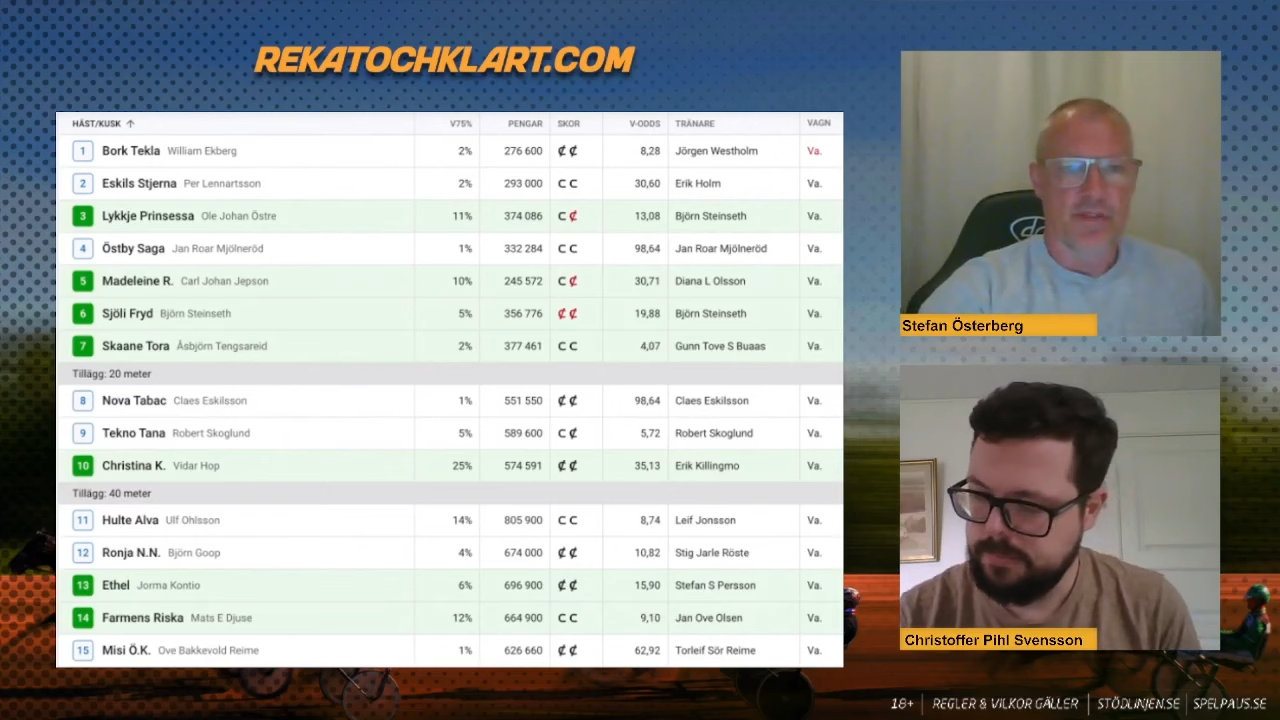 REKATOCHKLART.COM
HÄST/KUSK ↑ V75% PENGAR SKOR V-ODDS TRÄNARE VAGN
1 Bork Tekla William Ekberg 2% 276 600 ₡ ₡ 8,28 Jörgen Westholm Va.
2 Eskils Stjerna Per Lennartsson 2% 293 000 C C 30,60 Erik Holm Va.
3 Lykkje Prinsessa Ole Johan Östre 11% 374 086 C ₡ 13,08 Björn Steinseth Va.
4 Östby Saga Jan Roar Mjölneröd 1% 332 284 C C 98,64 Jan Roar Mjölneröd Va.
5 Madeleine R. Carl Johan Jepson 10% 245 572 C ₡ 30,71 Diana L Olsson Va.
6 Sjöli Fryd Björn Steinseth 5% 356 776 ₡ ₡ 19,88 Björn Steinseth Va.
7 Skaane Tora Åsbjörn Tengsareid 2% 377 461 C C 4,07 Gunn Tove S Buaas Va.
Tillägg: 20 meter
8 Nova Tabac Claes Eskilsson 1% 551 550 ₡ ₡ 98,64 Claes Eskilsson Va.
9 Tekno Tana Robert Skoglund 5% 589 600 C ₡ 5,72 Robert Skoglund Va.
10 Christina K. Vidar Hop 25% 574 591 ₡ ₡ 35,13 Erik Killingmo Va.
Tillägg: 40 meter
11 Hulte Alva Ulf Ohlsson 14% 805 900 C C 8,74 Leif Jonsson Va.
12 Ronja N.N. Björn Goop 4% 674 000 ₡ ₡ 10,82 Stig Jarle Röste Va.
13 Ethel Jorma Kontio 6% 696 900 ₡ ₡ 15,90 Stefan S Persson Va.
14 Farmens Riska Mats E Djuse 12% 664 900 C C 9,10 Jan Ove Olsen Va.
15 Misi Ö.K. Ove Bakkevold Reime 1% 626 660 ₡ ₡ 62,92 Torleif Sör Reime Va.
Stefan Österberg
Christoffer Pihl Svensson
18+ | REGLER & VILKOR GÄLLER | STÖDLINJEN.SE | SPELPAUS.SE